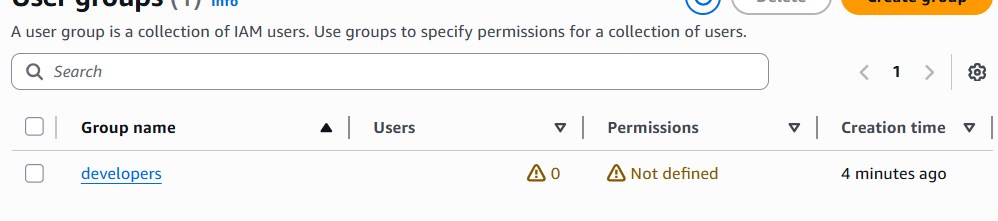 User groups (1) Info
Delete
Create group
A user group is a collection of IAM users. Use groups to specify permissions for a collection of users.
Search
1
Group name Users Permissions Creation time
developers 0 Not defined 4 minutes ago